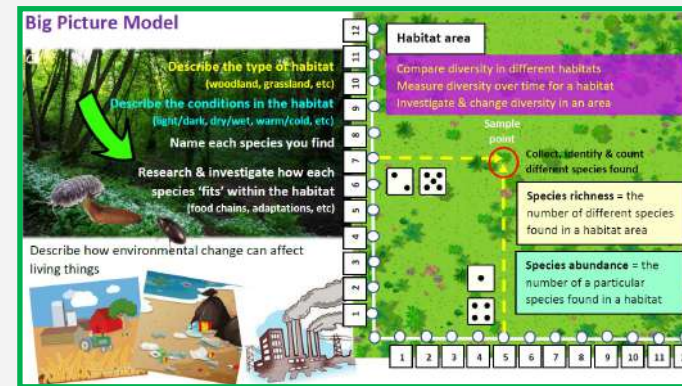 Big Picture Model
Describe the type of habitat
(woodland, grassland, etc)
Describe the conditions in the habitat
(light/dark, dry/wet, warm/cold, etc)
Name each species you find
Research & investigate how each
species 'fits' within the habitat
(food chains, adaptations, etc)
Describe how environmental change can affect
living things
Habitat area
Compare diversity in different habitats
Measure diversity over time for a habitat
Investigate & change diversity in an area
Sample
point
Collect, identify & count
different species found
Species richness = the
number of different species
found in a habitat area
Species abundance = the
number of a particular
species found in a habitat
12
11
10
9
8
7
6
5
4
3
2
1
1 2 3 4 5 6 7 8 9 10 11